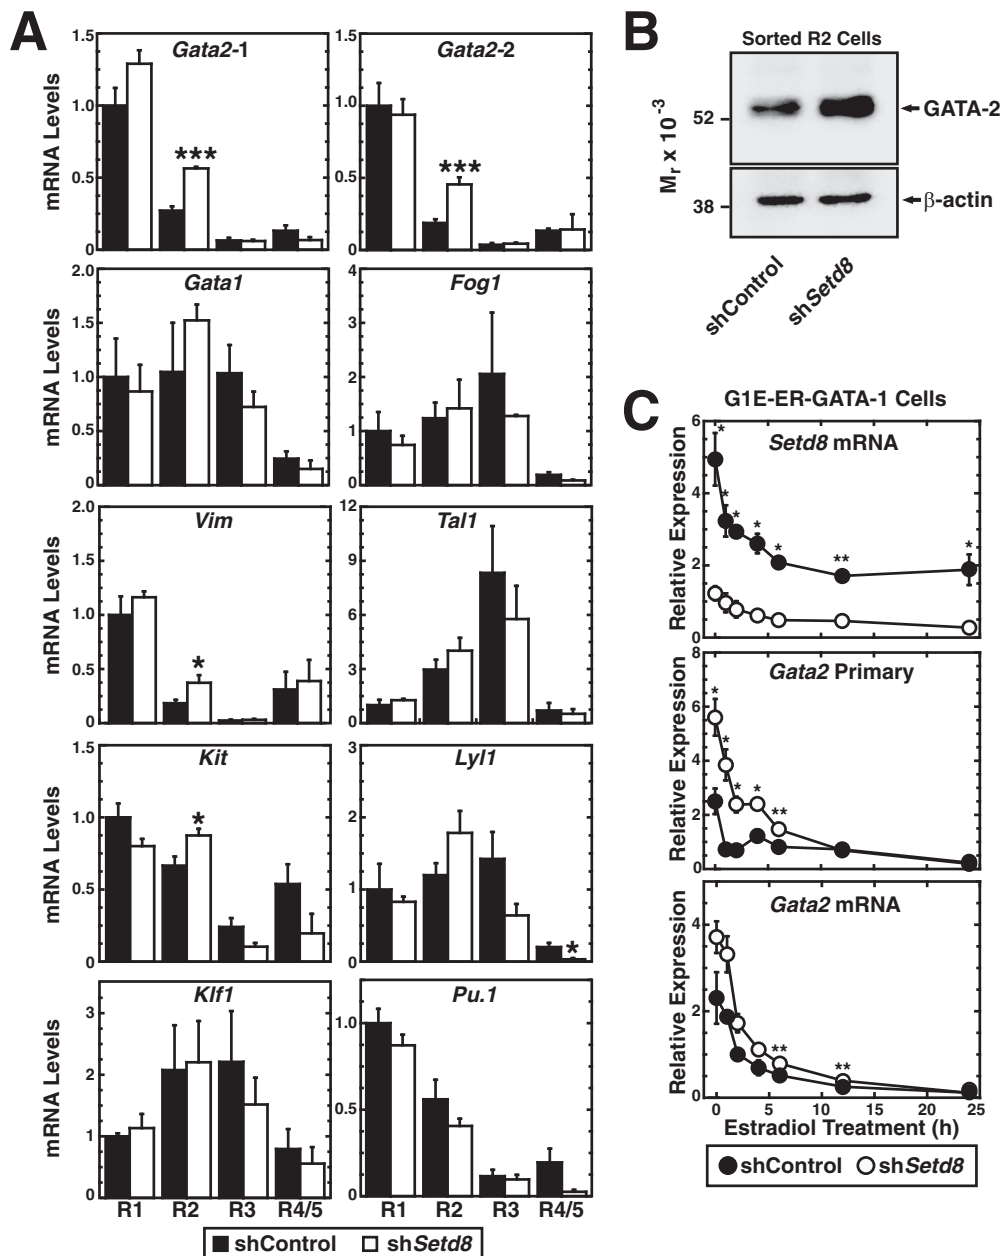 A
Gata2-1
Gata2-2
mRNA Levels
1.5
1.0
0.5
0
1.5
1.0
0.5
0
***
***
Gata1
Fog1
mRNA Levels
2.0
1.5
1.0
0.5
0
4
3
2
1
0
Vim
Tal1
mRNA Levels
2.0
1.5
1.0
0.5
0
12
9
6
3
0
*
Kit
Lyl1
mRNA Levels
1.5
1.0
0.5
0
3
2
1
0
*
*
Klf1
Pu.1
mRNA Levels
3
2
1
0
1.0
0.5
0
R1 R2 R3 R4/5
R1 R2 R3 R4/5
shControl shSetd8
B
Sorted R2 Cells
Mr x 10-3
52
38
GATA-2
β-actin
shControl
shSetd8
C
G1E-ER-GATA-1 Cells
Setd8 mRNA
Relative Expression
6
4
2
0
* * * * * ** *
Gata2 Primary
Relative Expression
8
6
4
2
0
* * * * **
Gata2 mRNA
Relative Expression
4
2
0
** **
0 5 10 15 20 25
Estradiol Treatment (h)
shControl shSetd8